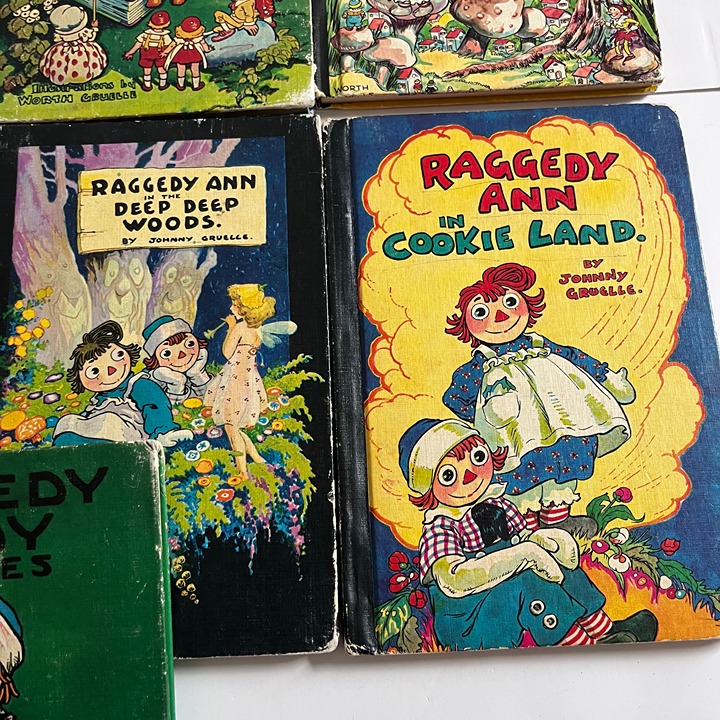 Illustrations by
WORTH GRUELLE
WORTH
RAGGEDY ANN
IN THE
DEEP DEEP
WOODS.
BY JOHNNY GRUELLE.
RAGGEDY
ANN
IN
COOKIE LAND.
BY
JOHNNY
GRUELLE.
EDY
DY
ES